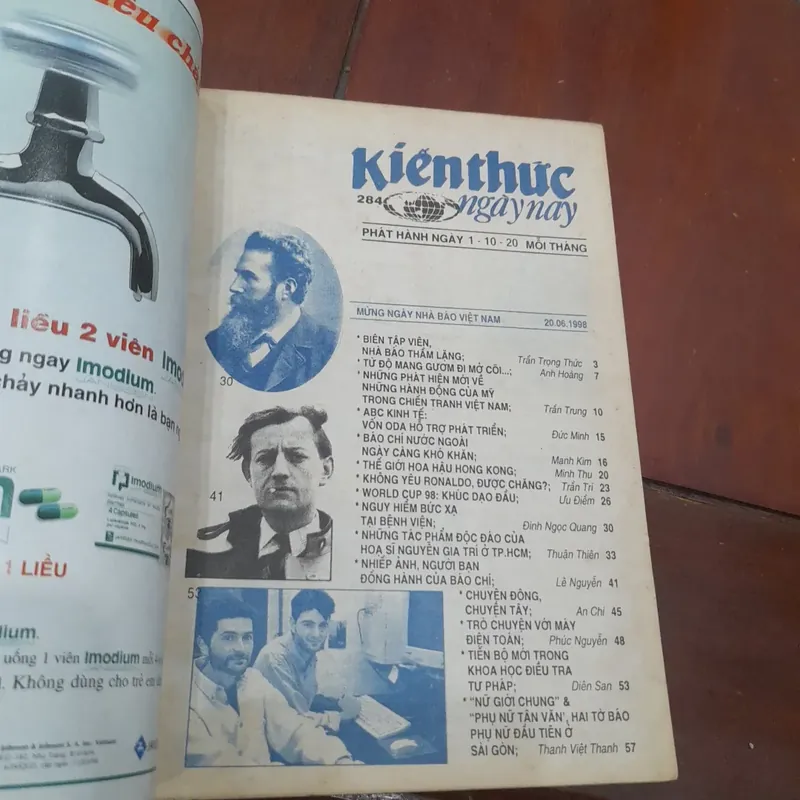 liều 2 viên
ng ngay Imodium.
chảy nhanh hơn là bạn
Imodium
4 Capsules
1 LIỀU
uống 1 viên Imodium mỗi
Không dùng cho trẻ em
Kiến thức
284
ngày nay
PHÁT HÀNH NGÀY 1 - 10 - 20 MỖI THÁNG
MỪNG NGÀY NHÀ BÁO VIỆT NAM 20.06.1998
* BIÊN TẬP VIÊN,
NHÀ BÁO THẦM LẶNG; Trần Trọng Thức 3
* TỪ ĐỘ MANG GƯƠM ĐI MỞ CÕI...; Anh Hoàng 7
* NHỮNG PHÁT HIỆN MỚI VỀ
NHỮNG HÀNH ĐỘNG CỦA MỸ
TRONG CHIẾN TRANH VIỆT NAM; Trần Trung 10
* ABC KINH TẾ:
VỐN ODA HỖ TRỢ PHÁT TRIỂN; Đức Minh 15
* BÁO CHÍ NƯỚC NGOÀI
NGÀY CÀNG KHÓ KHĂN; Mạnh Kim 16
* THẾ GIỚI HOA HẬU HONG KONG; Minh Thu 20
* KHÔNG YÊU RONALDO, ĐƯỢC CHĂNG?; Trần Trí 23
* WORLD CUP 98: KHÚC DẠO ĐẦU; Ưu Điểm 26
* NGUY HIỂM BỨC XẠ
TẠI BỆNH VIỆN; Đinh Ngọc Quang 30
* NHỮNG TÁC PHẨM ĐỘC ĐÁO CỦA
HỌA SĨ NGUYỄN GIA TRÍ Ở TP.HCM; Thuận Thiên 33
* NHIẾP ẢNH, NGƯỜI BẠN
ĐỒNG HÀNH CỦA BÁO CHÍ; Lê Nguyễn 41
* CHUYỆN ĐÔNG,
CHUYỆN TÂY; An Chi 45
* TRÒ CHUYỆN VỚI MÁY
ĐIỆN TOÁN; Phúc Nguyễn 48
* TIẾN BỘ MỚI TRONG
KHOA HỌC ĐIỀU TRA
TƯ PHÁP; Diên San 53
* "NỮ GIỚI CHUNG" &
"PHỤ NỮ TÂN VĂN', HAI TỜ BÁO
PHỤ NỮ ĐẦU TIÊN Ở
SÀI GÒN; Thanh Việt Thanh 57
30
41
53